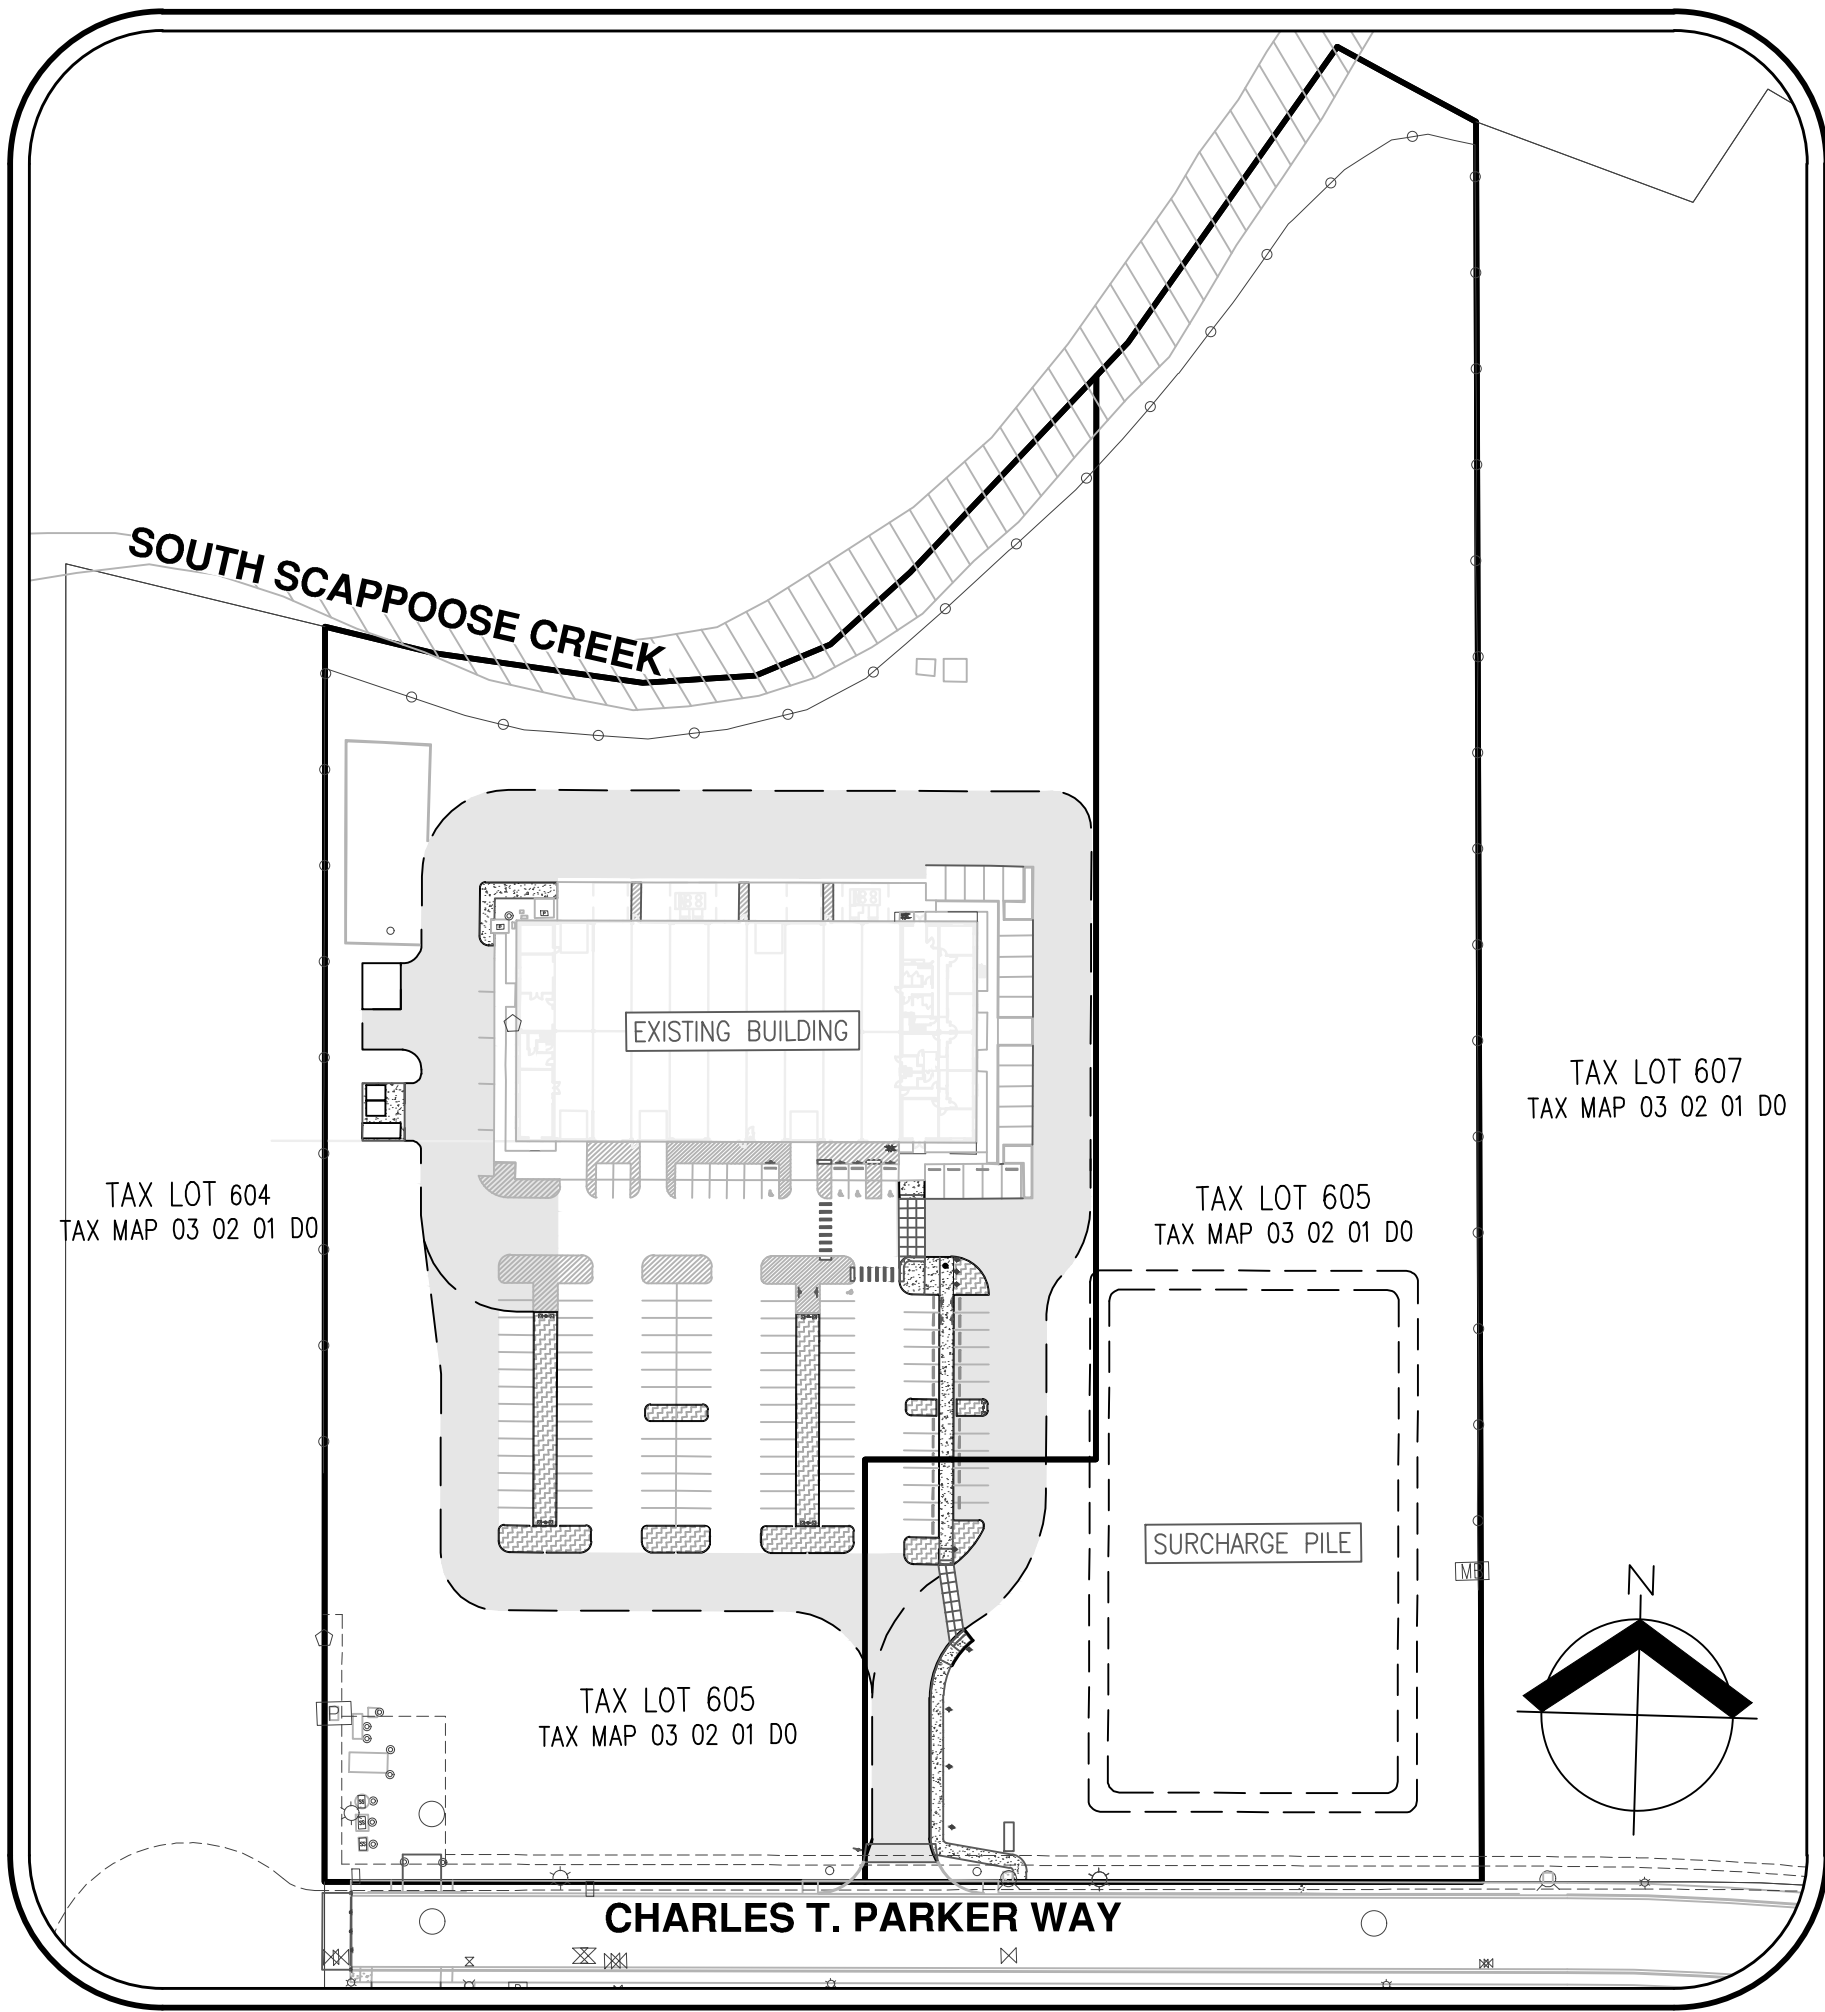 SOUTH SCAPPOOSE CREEK
EXISTING BUILDING
TAX LOT 607
TAX MAP 03 02 01 D0
TAX LOT 604
TAX MAP 03 02 01 D0
TAX LOT 605
TAX MAP 03 02 01 D0
SURCHARGE PILE
N
TAX LOT 605
TAX MAP 03 02 01 D0
P
CHARLES T. PARKER WAY